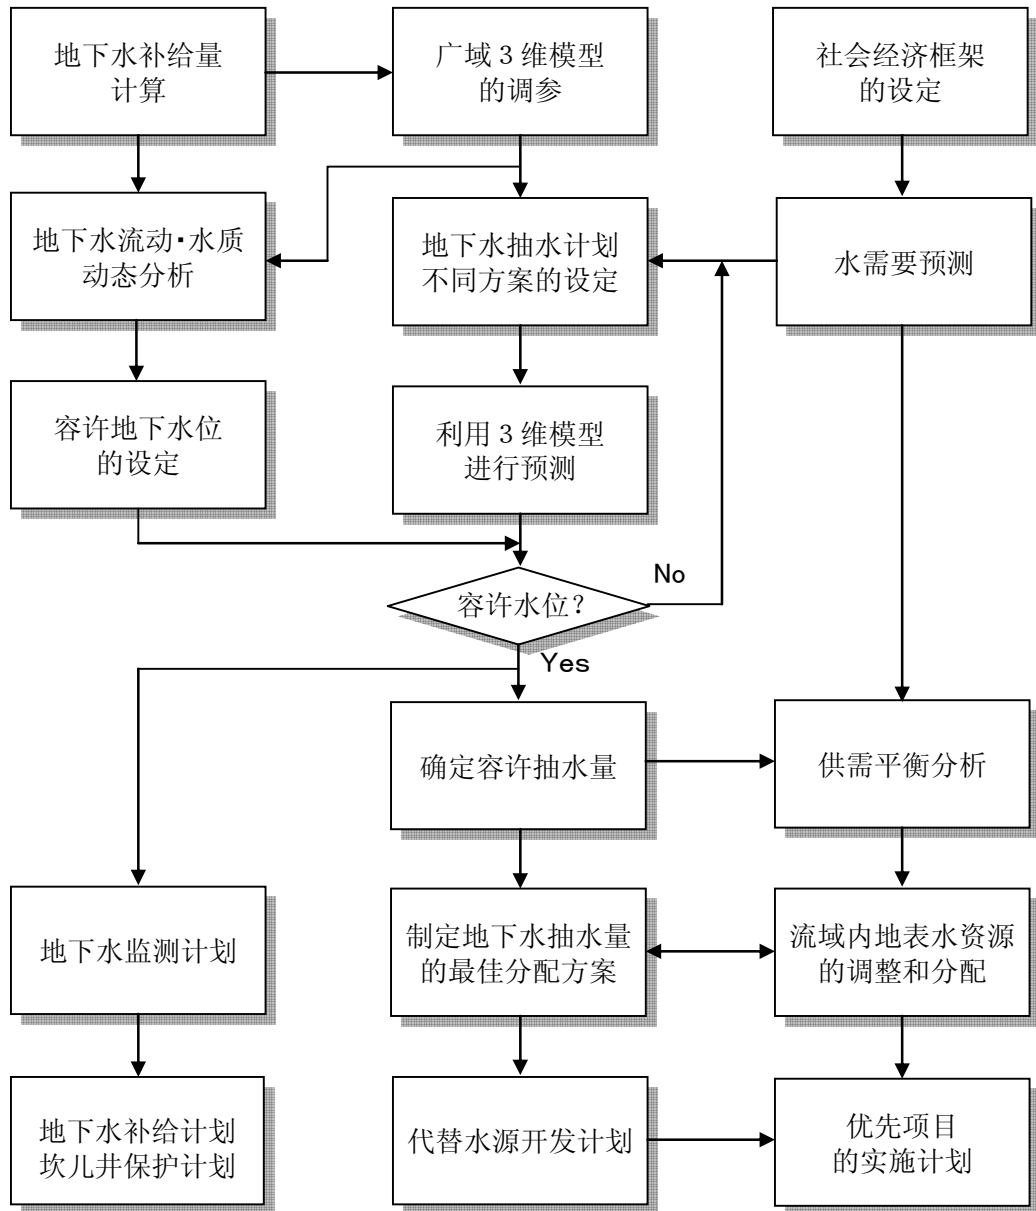 地下水补给量
计算
广域3维模型
的调参
社会经济框架
的设定
地下水流动·水质
动态分析
地下水抽水计划
不同方案的设定
水需要预测
容许地下水位
的设定
利用3维模型
进行预测
容许水位?
No
Yes
确定容许抽水量
供需平衡分析
地下水监测计划
制定地下水抽水量
的最佳分配方案
流域内地表水资源
的调整和分配
地下水补给计划
坎儿井保护计划
代替水源开发计划
优先项目
的实施计划